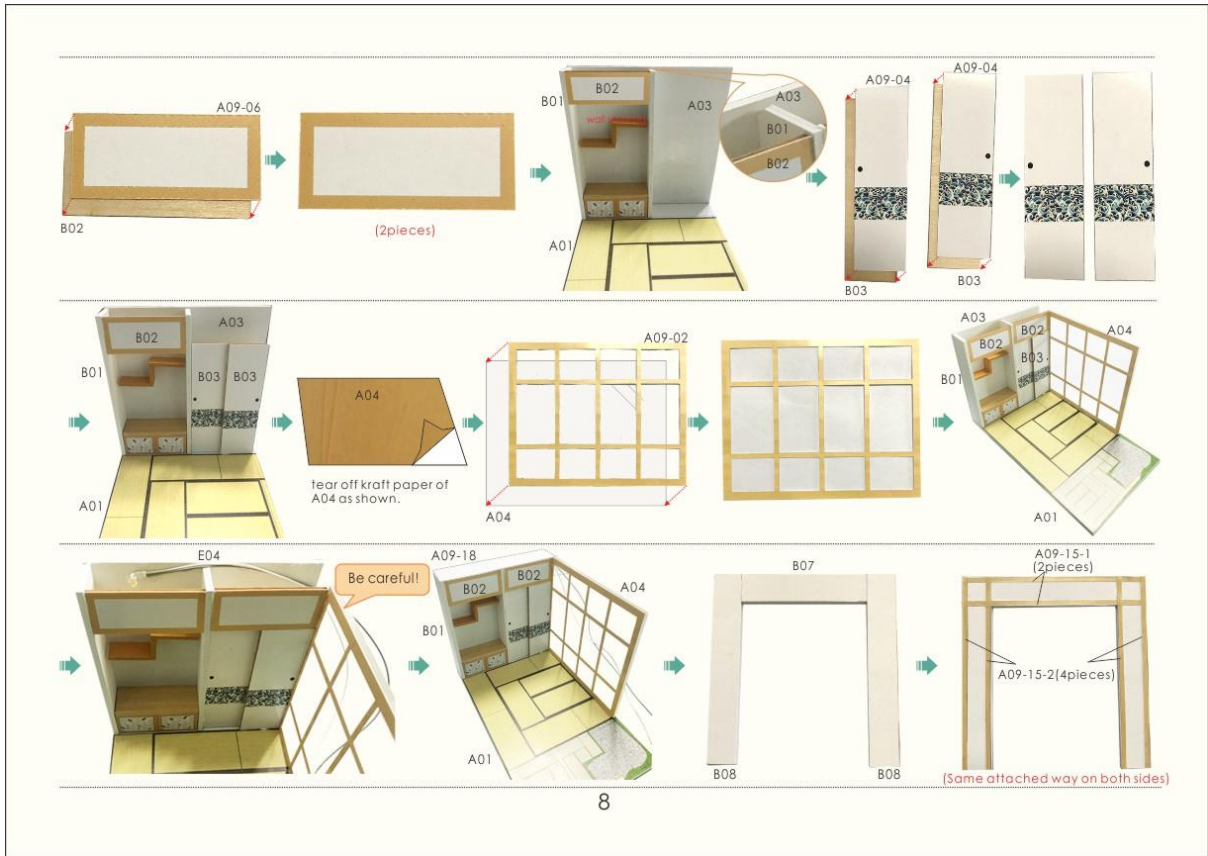 A09-06
B02
(2pieces)
B01
B02
A03
A01
A03
B01
B02
A09-04
B03
A09-04
B03
A03
B02
B01
B03
B03
A01
A04
tear off kraft paper of
A04 as shown.
A09-02
A04
A03
B02
B02
A04
B03
B01
A01
E04
Be careful!
A09-18
B02
B02
A04
B01
A01
B07
B08
B08
A09-15-1
(2pieces)
A09-15-2(4pieces)
(Same attached way on both sides)
8